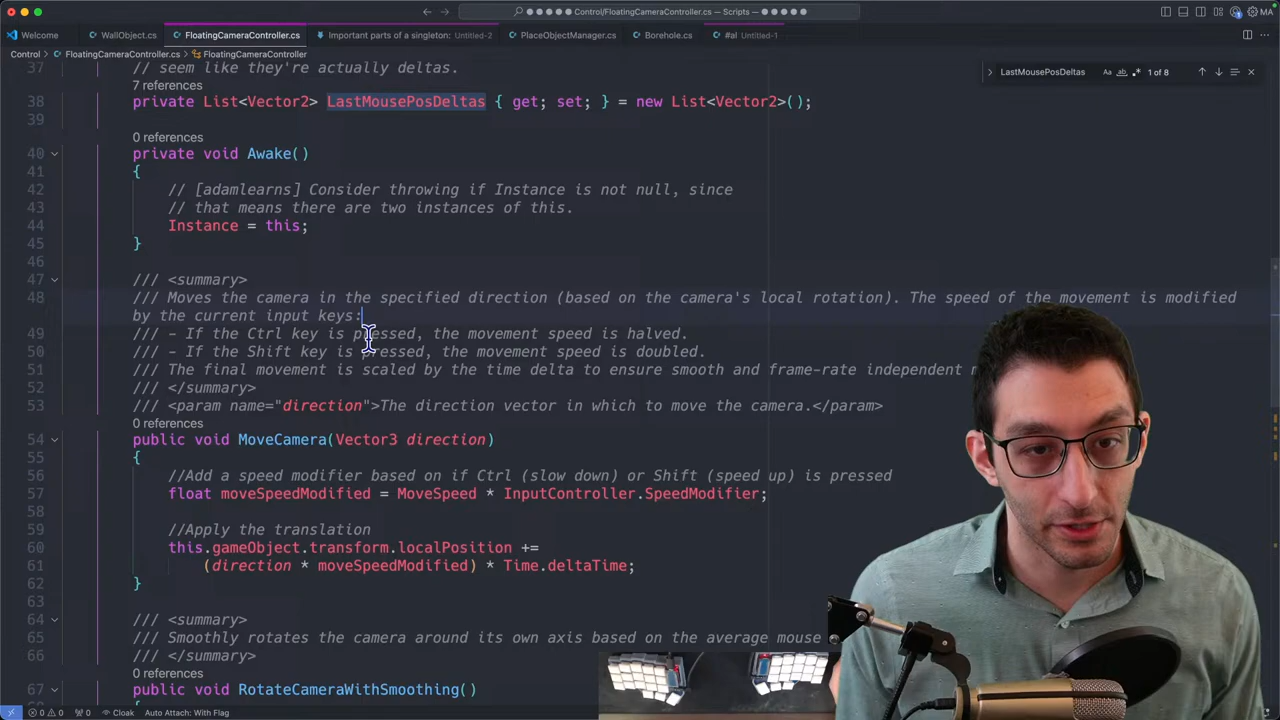 Control/FloatingCameraController.cs — Scripts —
MA
Welcome
WallObject.cs
FloatingCameraController.cs
Important parts of a singleton: Untitled-2
PlaceObjectManager.cs
Borehole.cs
#aI Untitled-1
Control > FloatingCameraController.cs > FloatingCameraController
LastMousePosDeltas
Aa
ab
1 of 8
37 // seem like they're actually deltas.
7 references
38 private List<Vector2> LastMousePosDeltas { get; set; } = new List<Vector2>();
39
0 references
40 private void Awake()
41 {
42 // [adamlearns] Consider throwing if Instance is not null, since
43 // that means there are two instances of this.
44 Instance = this;
45 }
46
47 /// <summary>
48 /// Moves the camera in the specified direction (based on the camera's local rotation). The speed of the movement is modified
by the current input keys:
49 /// - If the Ctrl key is pressed, the movement speed is halved.
50 /// - If the Shift key is pressed, the movement speed is doubled.
51 /// The final movement is scaled by the time delta to ensure smooth and frame-rate independent
52 /// </summary>
53 /// <param name="direction">The direction vector in which to move the camera.</param>
0 references
54 public void MoveCamera(Vector3 direction)
55 {
56 //Add a speed modifier based on if Ctrl (slow down) or Shift (speed up) is pressed
57 float moveSpeedModified = MoveSpeed * InputController.SpeedModifier;
58
59 //Apply the translation
60 this.gameObject.transform.localPosition +=
61 (direction * moveSpeedModified) * Time.deltaTime;
62 }
63
64 /// <summary>
65 /// Smoothly rotates the camera around its own axis based on the average mouse
66 /// </summary>
0 references
67 public void RotateCameraWithSmoothing()
0 0 0 Cloak Auto Attach: With Flag